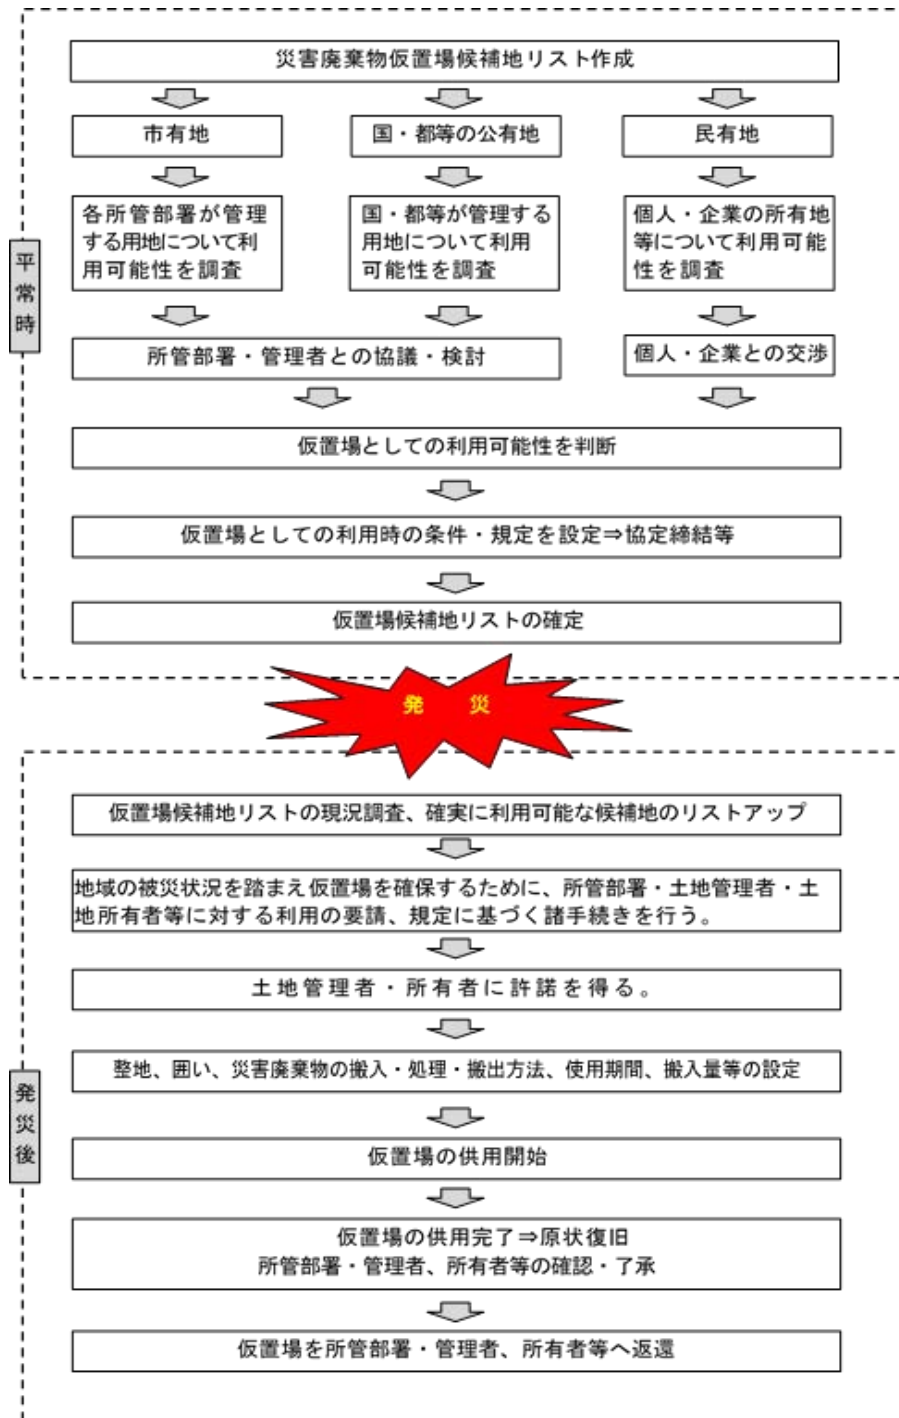 災害廃棄物仮置場候補地リスト作成
市有地
国・都等の公有地
民有地
各所管部署が管理
する用地について利
用可能性を調査
国・都等が管理する
用地について利用
可能性を調査
個人・企業の所有地
等について利用可能
性を調査
平常時
所管部署・管理者との協議・検討
個人・企業との交渉
仮置場としての利用可能性を判断
仮置場としての利用時の条件・規定を設定⇒協定締結等
仮置場候補地リストの確定
発 災
仮置場候補地リストの現況調査、確実に利用可能な候補地のリストアップ
地域の被災状況を踏まえ仮置場を確保するために、所管部署・土地管理者・土
地所有者等に対する利用の要請、規定に基づく諸手続きを行う。
土地管理者・所有者に許諾を得る。
整地、囲い、災害廃棄物の搬入・処理・搬出方法、使用期間、搬入量等の設定
発災後
仮置場の供用開始
仮置場の供用完了⇒原状復旧
所管部署・管理者、所有者等の確認・了承
仮置場を所管部署・管理者、所有者等へ返還